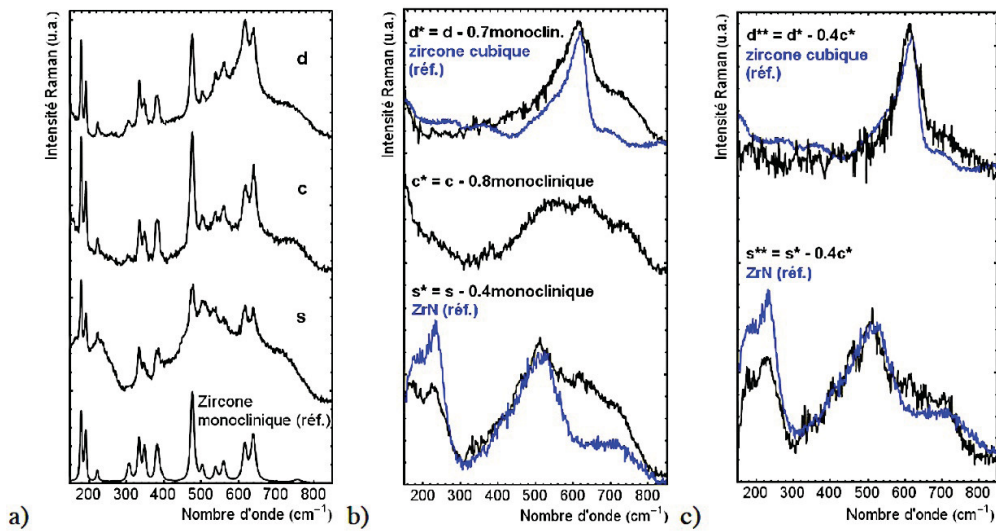 Intensité Raman (u.a.)
d
c
s
Zircone
monoclinique (réf.)
200 300 400 500 600 700 800
Nombre d'onde (cm⁻¹)
a)
Intensité Raman (u.a.)
d* = d - 0.7monoclin.
zircone cubique
(réf.)
c* = c - 0.8monoclinique
s* = s - 0.4monoclinique
ZrN (réf.)
200 300 400 500 600 700 800
Nombre d'onde (cm⁻¹)
b)
Intensité Raman (u.a.)
d** = d* - 0.4c*
zircone cubique
(réf.)
s** = s* - 0.4c*
ZrN (réf.)
200 300 400 500 600 700 800
Nombre d'onde (cm⁻¹)
c)